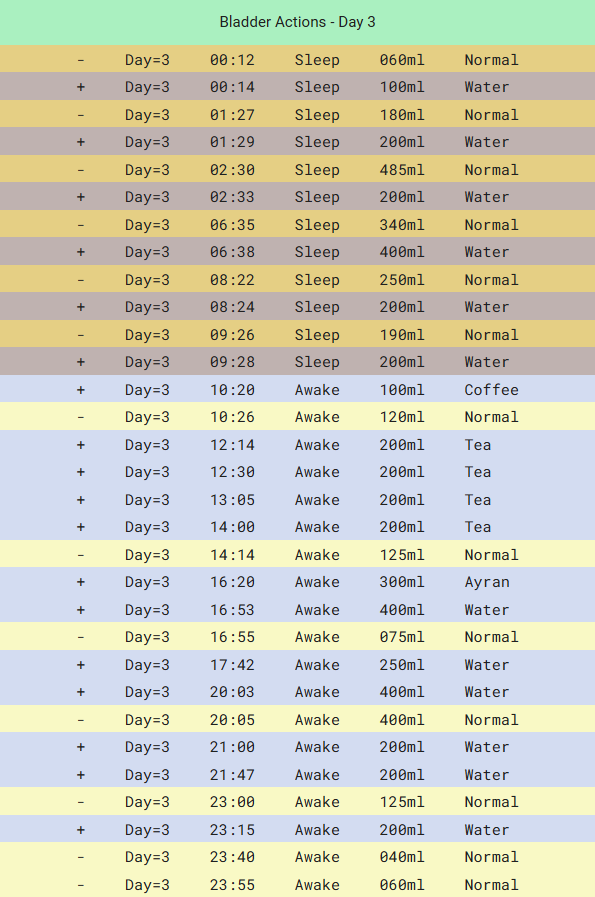 Bladder Actions - Day 3
- Day=3 00:12 Sleep 060ml Normal
+ Day=3 00:14 Sleep 100ml Water
- Day=3 01:27 Sleep 180ml Normal
+ Day=3 01:29 Sleep 200ml Water
- Day=3 02:30 Sleep 485ml Normal
+ Day=3 02:33 Sleep 200ml Water
- Day=3 06:35 Sleep 340ml Normal
+ Day=3 06:38 Sleep 400ml Water
- Day=3 08:22 Sleep 250ml Normal
+ Day=3 08:24 Sleep 200ml Water
- Day=3 09:26 Sleep 190ml Normal
+ Day=3 09:28 Sleep 200ml Water
+ Day=3 10:20 Awake 100ml Coffee
- Day=3 10:26 Awake 120ml Normal
+ Day=3 12:14 Awake 200ml Tea
+ Day=3 12:30 Awake 200ml Tea
+ Day=3 13:05 Awake 200ml Tea
+ Day=3 14:00 Awake 200ml Tea
- Day=3 14:14 Awake 125ml Normal
+ Day=3 16:20 Awake 300ml Ayran
+ Day=3 16:53 Awake 400ml Water
- Day=3 16:55 Awake 075ml Normal
+ Day=3 17:42 Awake 250ml Water
+ Day=3 20:03 Awake 400ml Water
- Day=3 20:05 Awake 400ml Normal
+ Day=3 21:00 Awake 200ml Water
+ Day=3 21:47 Awake 200ml Water
- Day=3 23:00 Awake 125ml Normal
+ Day=3 23:15 Awake 200ml Water
- Day=3 23:40 Awake 040ml Normal
- Day=3 23:55 Awake 060ml Normal